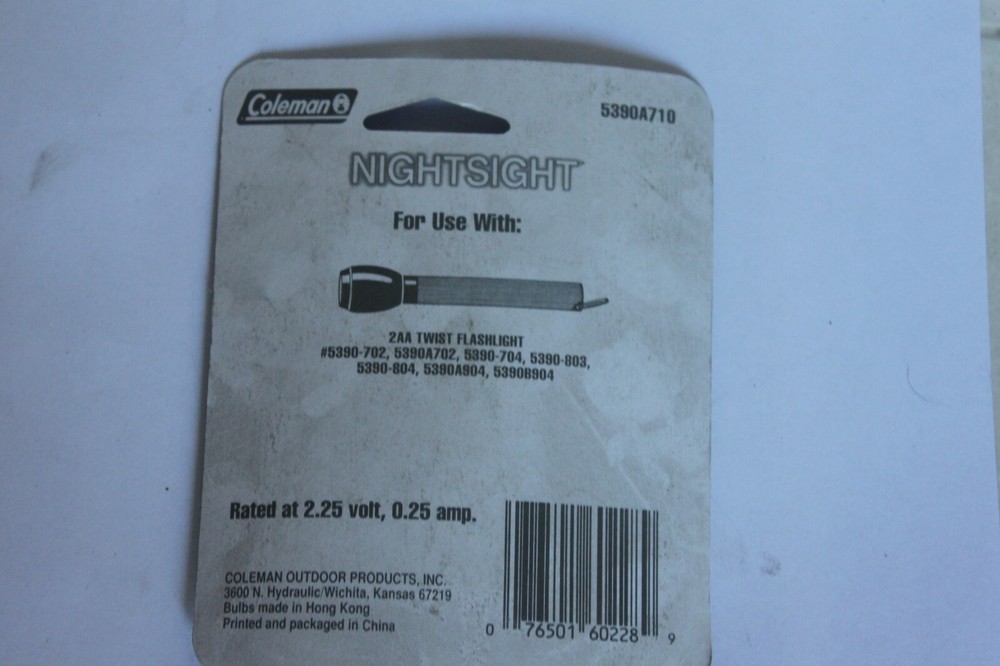 Coleman
5390A710
NIGHTSIGHT
For Use With:
2AA TWIST FLASHLIGHT
#5390-702, 5390A702, 5390-704, 5390-803,
5390-804, 5390A904, 5390B904
Rated at 2.25 volt, 0.25 amp.
COLEMAN OUTDOOR PRODUCTS, INC.
3600 N. Hydraulic/Wichita, Kansas 67219
Bulbs made in Hong Kong
Printed and packaged in China
0 76501 60228 9